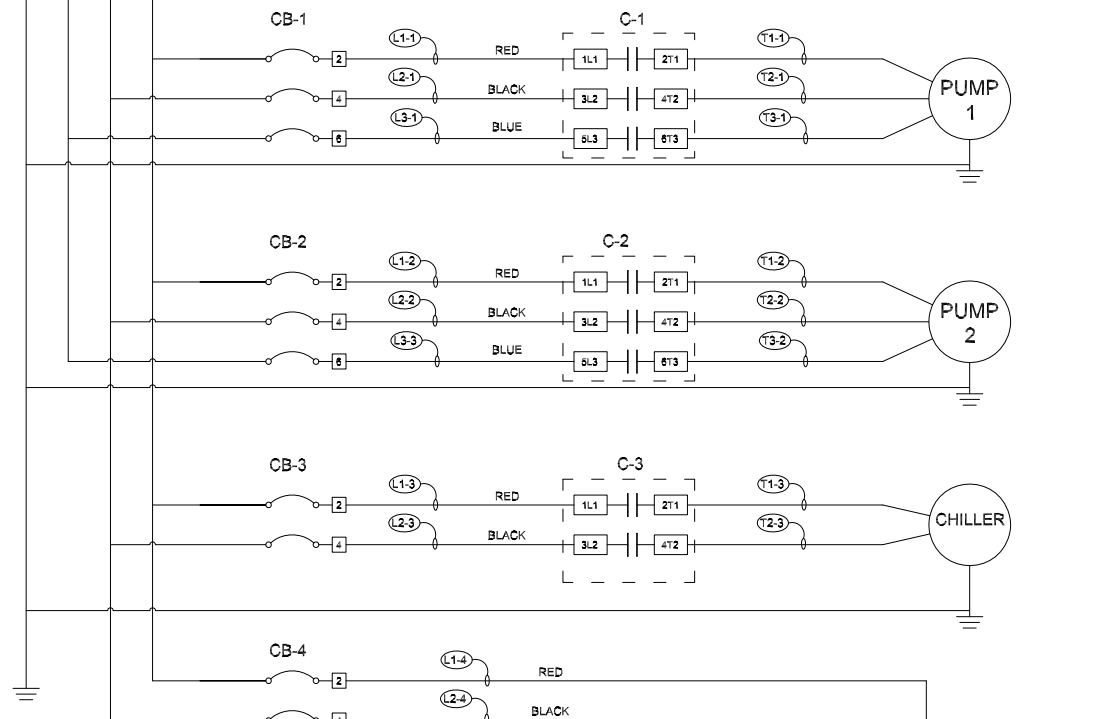 CB-1 C-1
L1-1 T1-1
2 RED 1L1 2T1
L2-1 T2-1
4 BLACK 3L2 4T2
PUMP
1
L3-1 T3-1
6 BLUE 5L3 6T3
CB-2 C-2
L1-2 T1-2
2 RED 1L1 2T1
L2-2 T2-2
4 BLACK 3L2 4T2
PUMP
2
L3-3 T3-2
6 BLUE 5L3 6T3
CB-3 C-3
L1-3 T1-3
2 RED 1L1 2T1
L2-3 T2-3
CHILLER
4 BLACK 3L2 4T2
CB-4
L1-4
2 RED
L2-4
BLACK